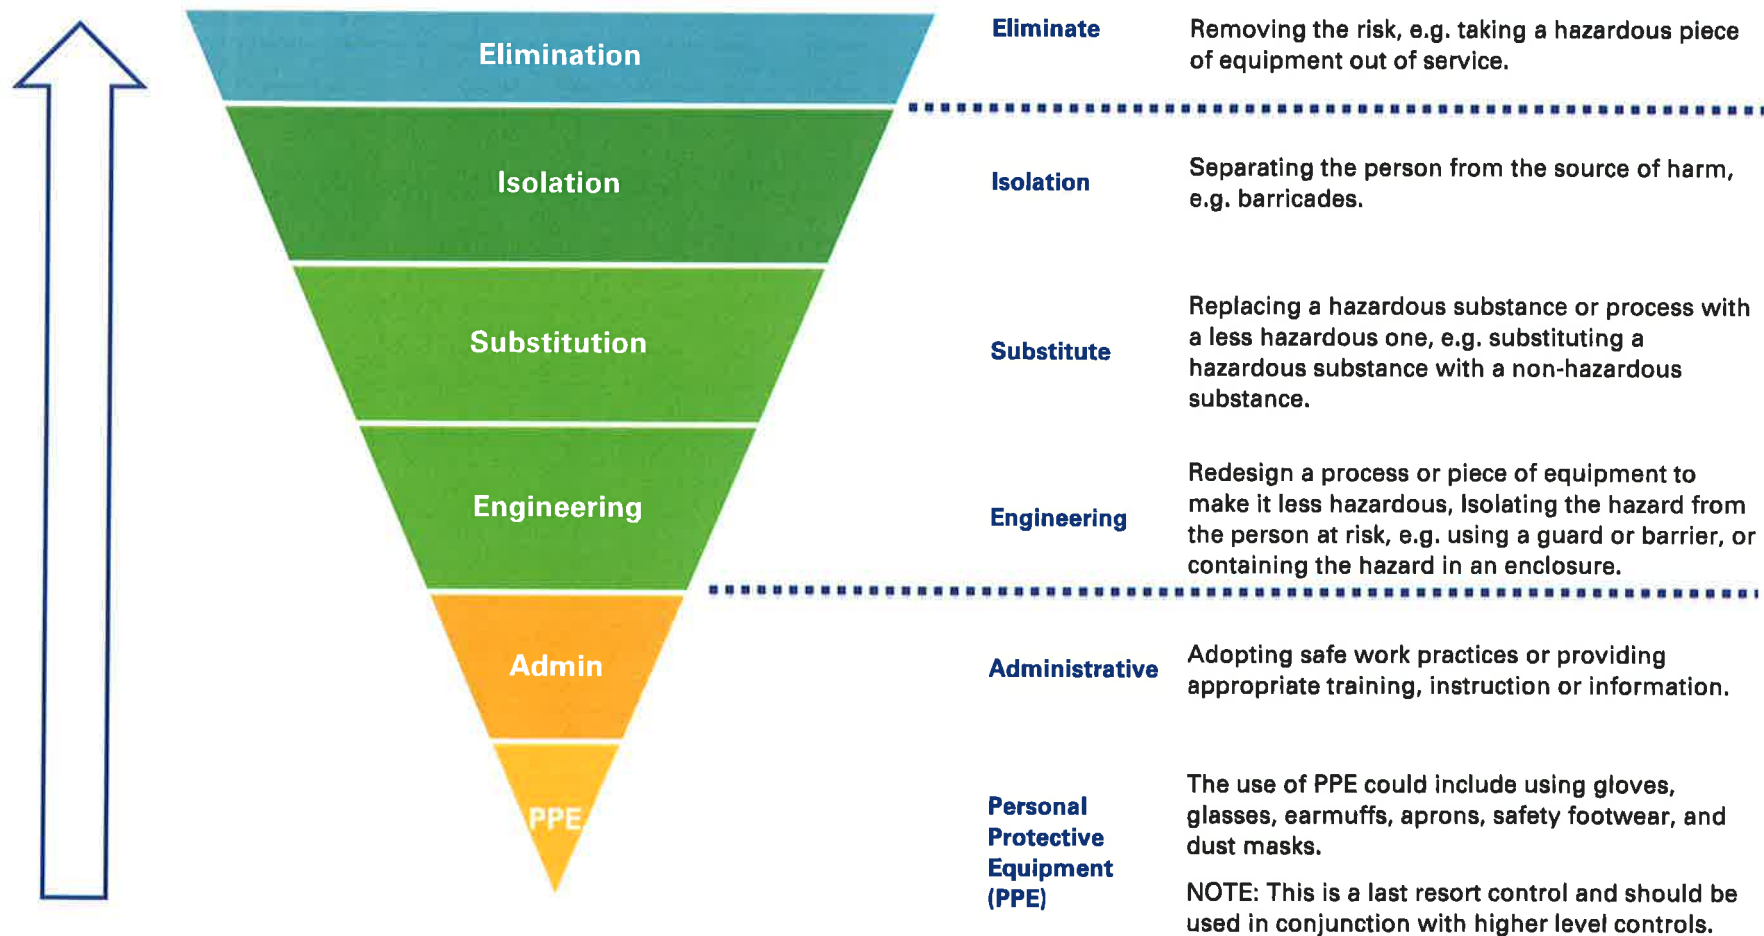 Elimination
Isolation
Substitution
Engineering
Admin
PPE
Eliminate
Removing the risk, e.g. taking a hazardous piece
of equipment out of service.
Isolation
Separating the person from the source of harm,
e.g. barricades.
Substitute
Replacing a hazardous substance or process with
a less hazardous one, e.g. substituting a
hazardous substance with a non-hazardous
substance.
Engineering
Redesign a process or piece of equipment to
make it less hazardous, Isolating the hazard from
the person at risk, e.g. using a guard or barrier, or
containing the hazard in an enclosure.
Administrative
Adopting safe work practices or providing
appropriate training, instruction or information.
Personal
Protective
Equipment
(PPE)
The use of PPE could include using gloves,
glasses, earmuffs, aprons, safety footwear, and
dust masks.
NOTE: This is a last resort control and should be
used in conjunction with higher level controls.